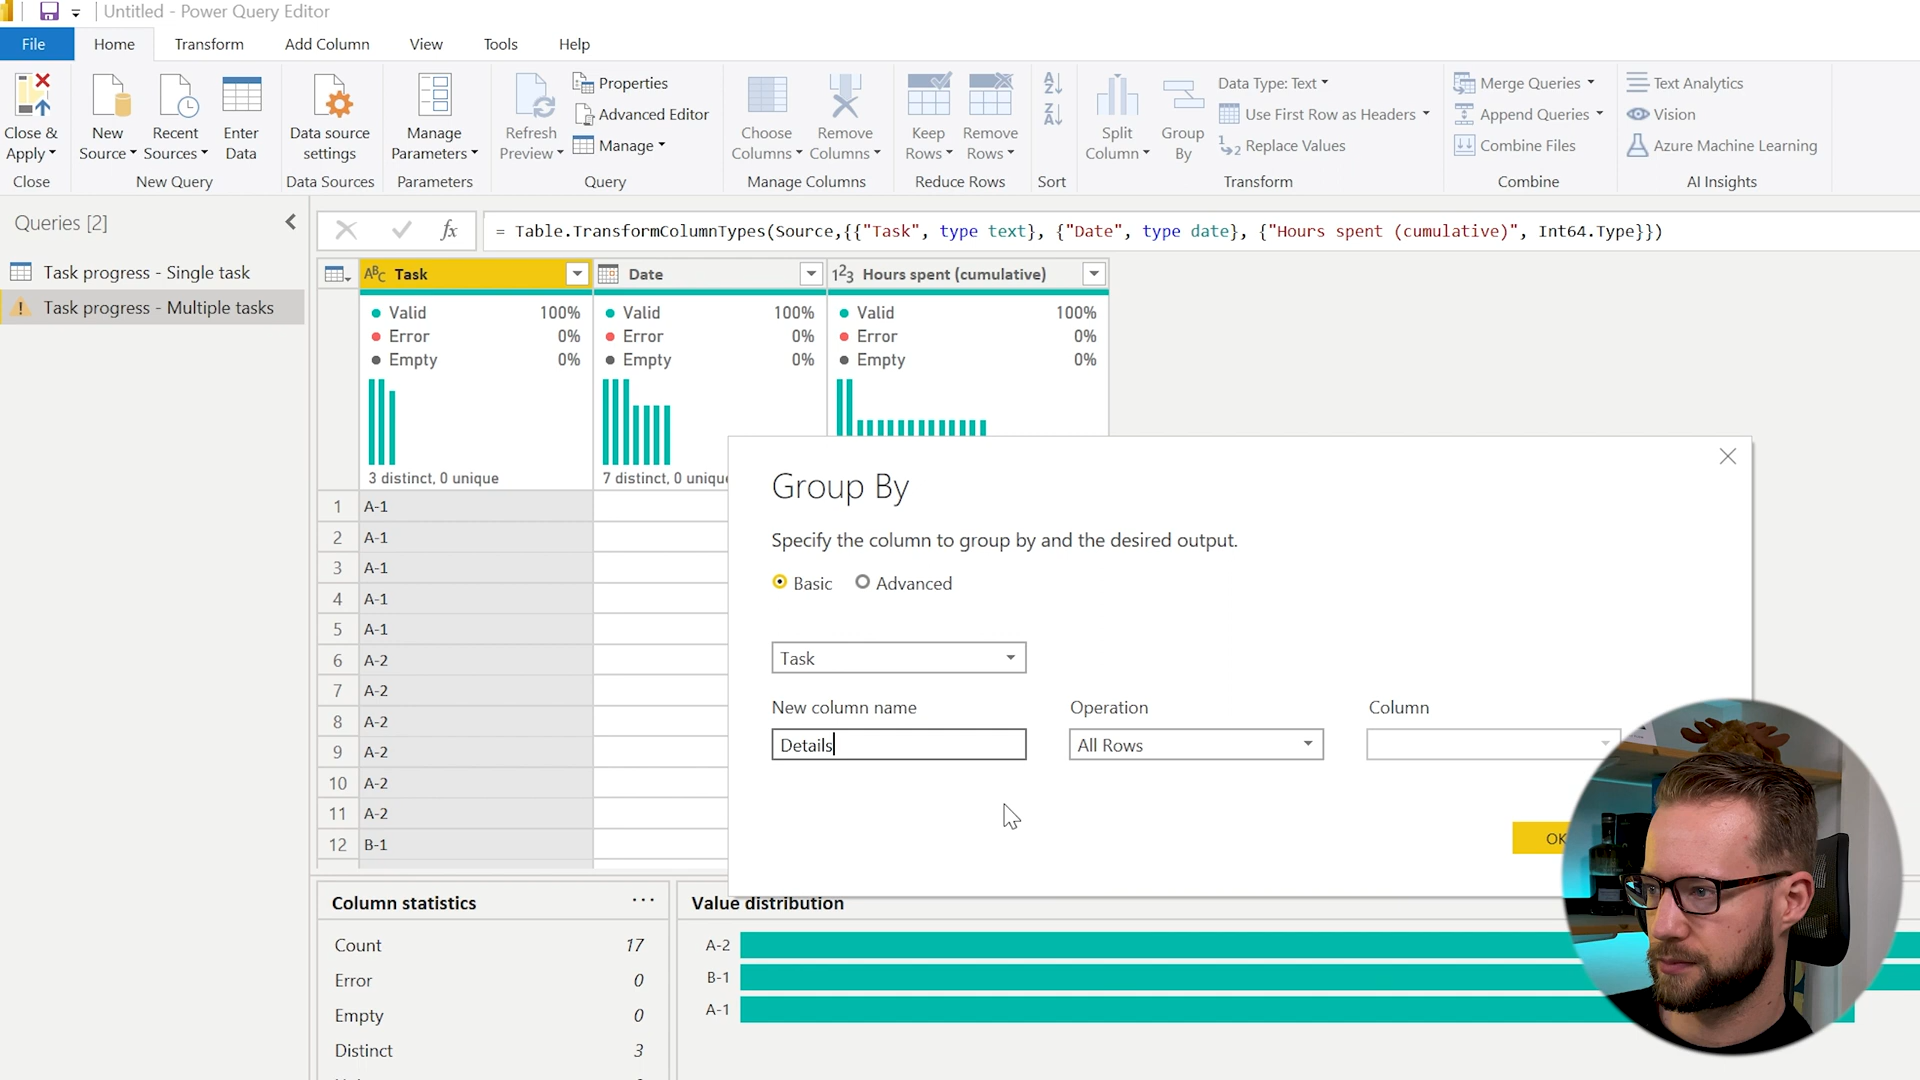 Untitled - Power Query Editor
File Home Transform Add Column View Tools Help
Close & Apply
New Source
Recent Sources
Enter Data
Data source settings
Manage Parameters
Refresh Preview
Properties
Advanced Editor
Manage
Choose Columns
Remove Columns
Keep Rows
Remove Rows
Split Column
Group By
Data Type: Text
Use First Row as Headers
Replace Values
Merge Queries
Append Queries
Combine Files
Text Analytics
Vision
Azure Machine Learning
Close New Query Data Sources Parameters Query Manage Columns Reduce Rows Sort Transform Combine AI Insights
Queries [2]
Task progress - Single task
Task progress - Multiple tasks
fx = Table.TransformColumnTypes(Source,{{"Task", type text}, {"Date", type date}, {"Hours spent (cumulative)", Int64.Type}})
ABC Task Date 123 Hours spent (cumulative)
Valid 100% Valid 100% Valid 100%
Error 0% Error 0% Error 0%
Empty 0% Empty 0% Empty 0%
3 distinct, 0 unique 7 distinct, 0 unique
1 A-1
2 A-1
3 A-1
4 A-1
5 A-1
6 A-2
7 A-2
8 A-2
9 A-2
10 A-2
11 A-2
12 B-1
Group By
Specify the column to group by and the desired output.
Basic Advanced
Task
New column name Operation Column
Details All Rows
OK
Column statistics
Count 17
Error 0
Empty 0
Distinct 3
Value distribution
A-2
B-1
A-1